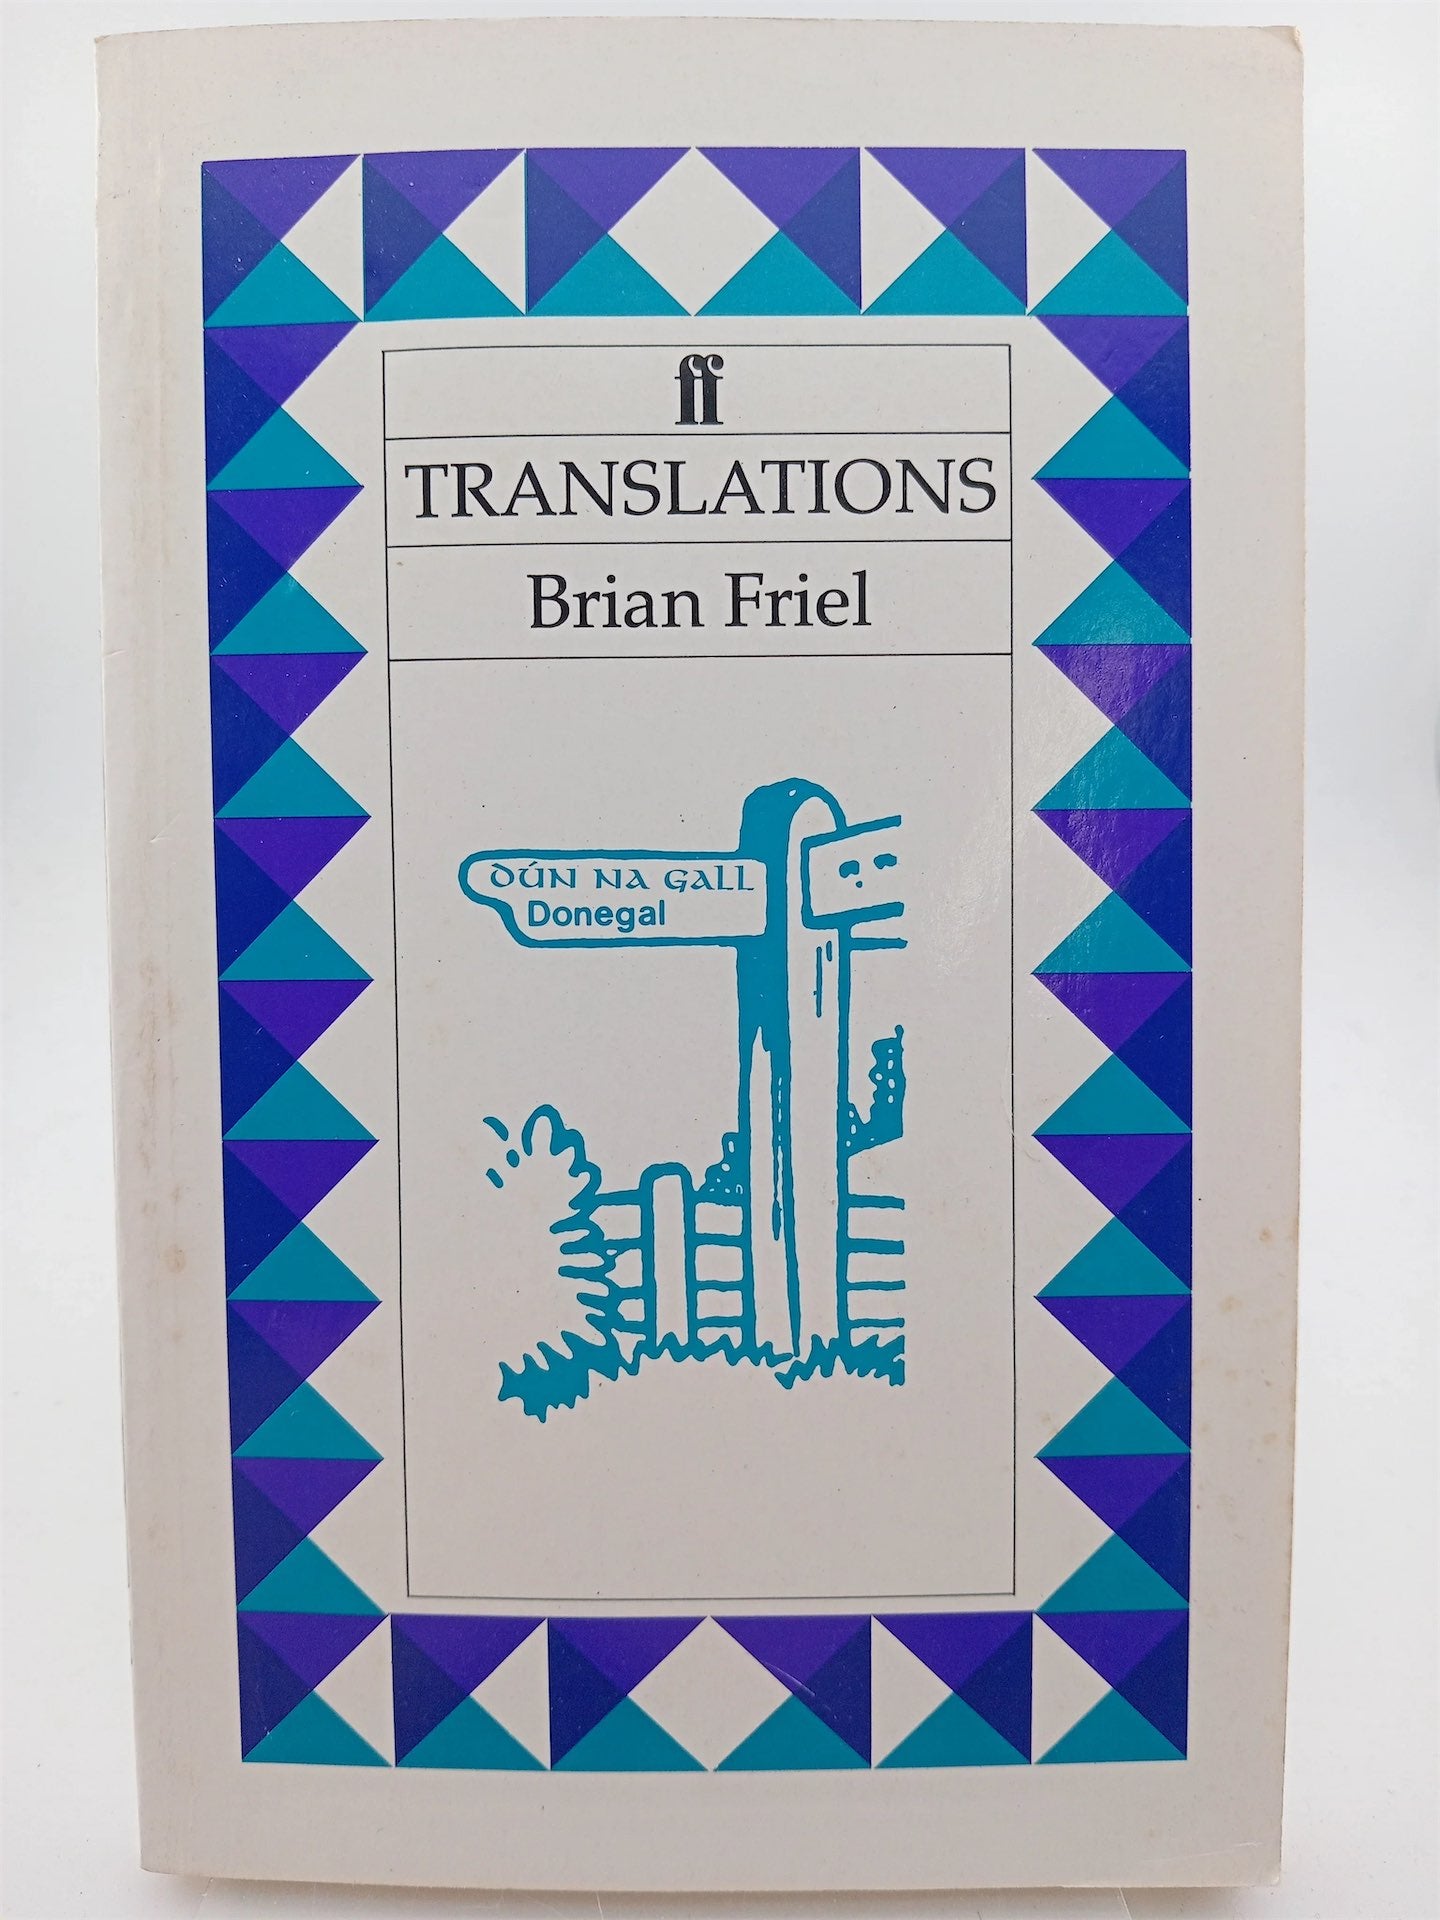 ff
TRANSLATIONS
Brian Friel
DÚN NA GALL
Donegal